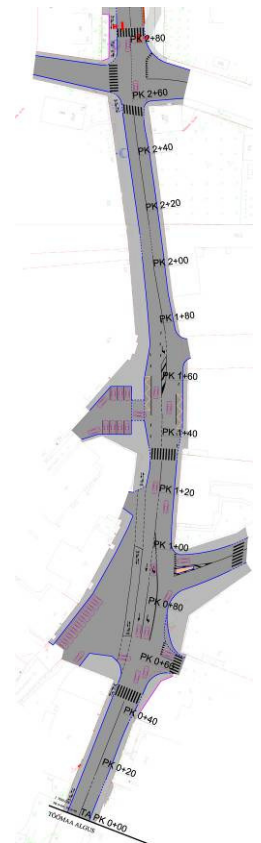 PK 2+80
PK 2+60
PK 2+40
PK 2+20
PK 2+00
PK 1+80
PK 1+60
PK 1+40
PK 1+20
PK 1+00
PK 0+80
PK 0+60
PK 0+40
PK 0+20
TA PK 0+00
TÖÖMAA ALGUS